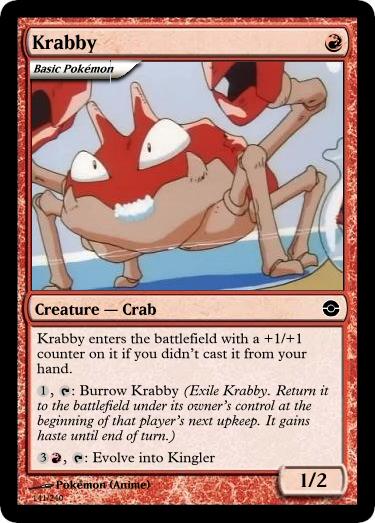 Krabby
Basic Pokémon
Creature — Crab
Krabby enters the battlefield with a +1/+1
counter on it if you didn't cast it from your
hand.
1, : Burrow Krabby (Exile Krabby. Return it
to the battlefield under its owner's control at the
beginning of that player's next upkeep. It gains
haste until end of turn.)
3, : Evolve into Kingler
1/2
Pokémon (Anime)
141/240